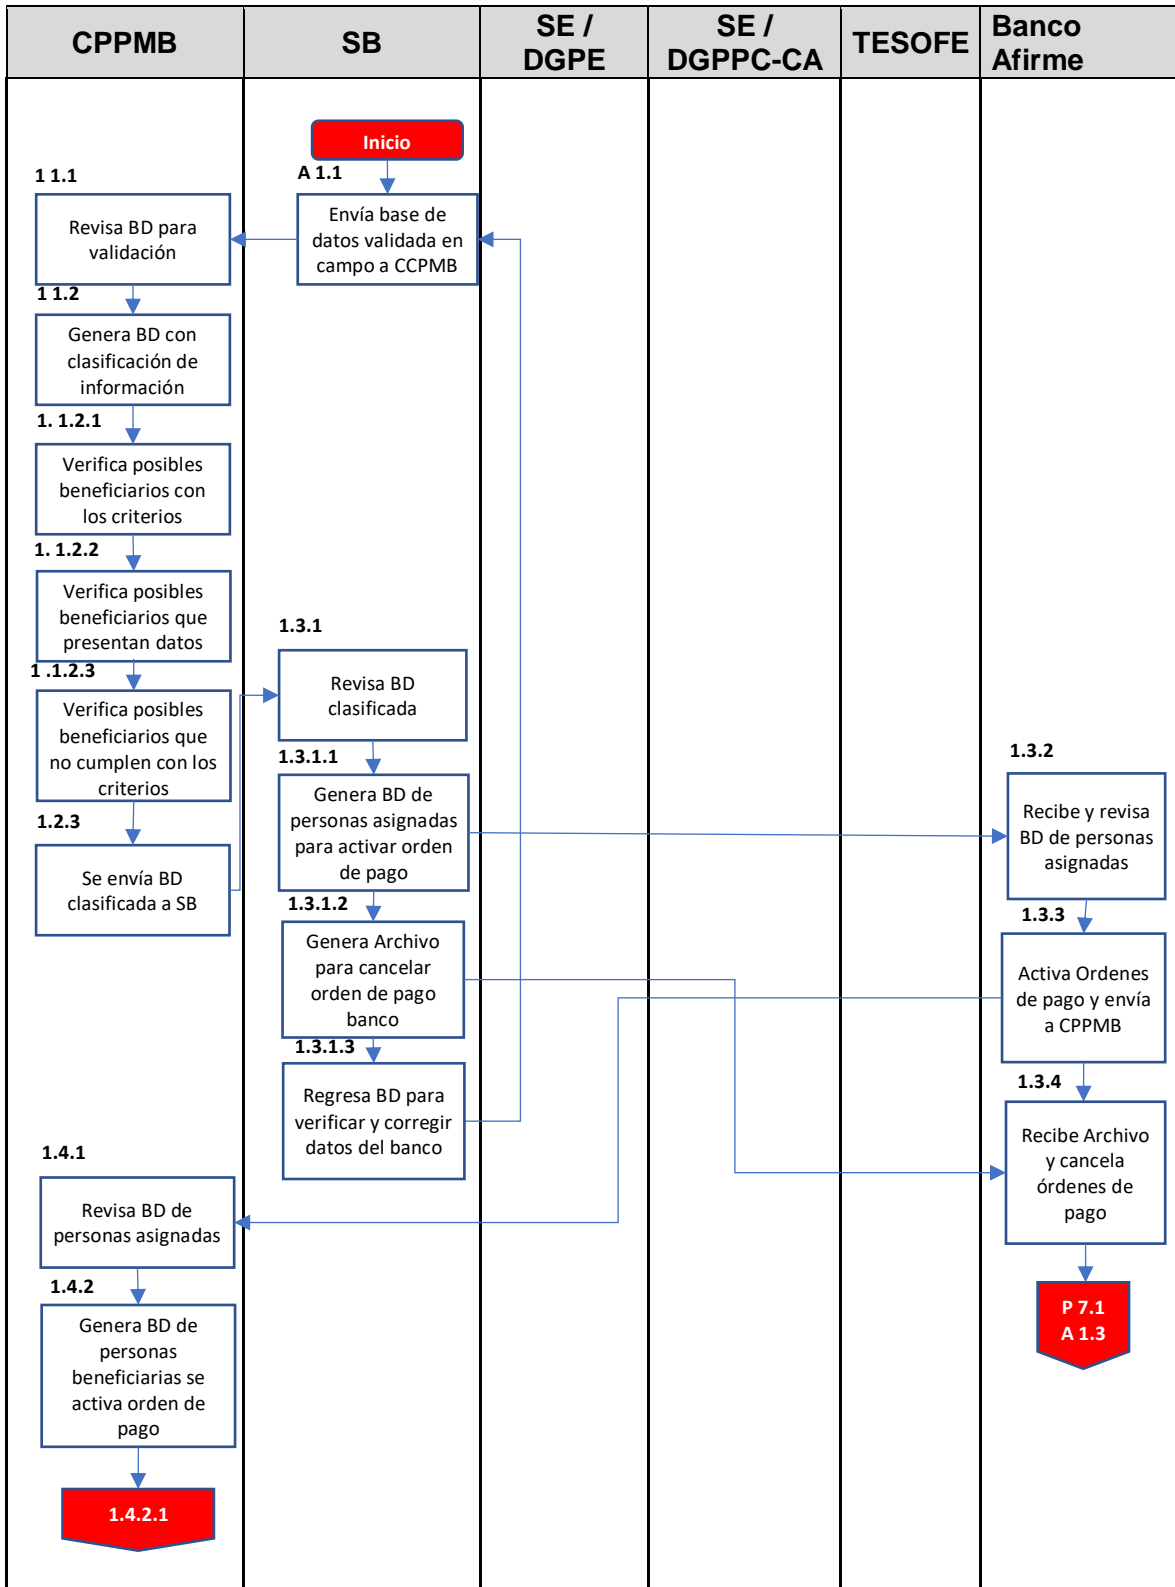 CPPMB
SB
SE /
DGPE
SE /
DGPPC-CA
TESOFE
Banco
Afirme
Inicio
A 1.1
Envía base de
datos validada en
campo a CCPMB
1 1.1
Revisa BD para
validación
1 1.2
Genera BD con
clasificación de
información
1. 1.2.1
Verifica posibles
beneficiarios con
los criterios
1. 1.2.2
Verifica posibles
beneficiarios que
presentan datos
1 .1.2.3
Verifica posibles
beneficiarios que
no cumplen con los
criterios
1.2.3
Se envía BD
clasificada a SB
1.3.1
Revisa BD
clasificada
1.3.1.1
Genera BD de
personas asignadas
para activar orden
de pago
1.3.1.2
Genera Archivo
para cancelar
orden de pago
banco
1.3.1.3
Regresa BD para
verificar y corregir
datos del banco
1.3.2
Recibe y revisa
BD de personas
asignadas
1.3.3
Activa Ordenes
de pago y envía
a CPPMB
1.3.4
Recibe Archivo
y cancela
órdenes de
pago
P 7.1
A 1.3
1.4.1
Revisa BD de
personas asignadas
1.4.2
Genera BD de
personas
beneficiarias se
activa orden de
pago
1.4.2.1